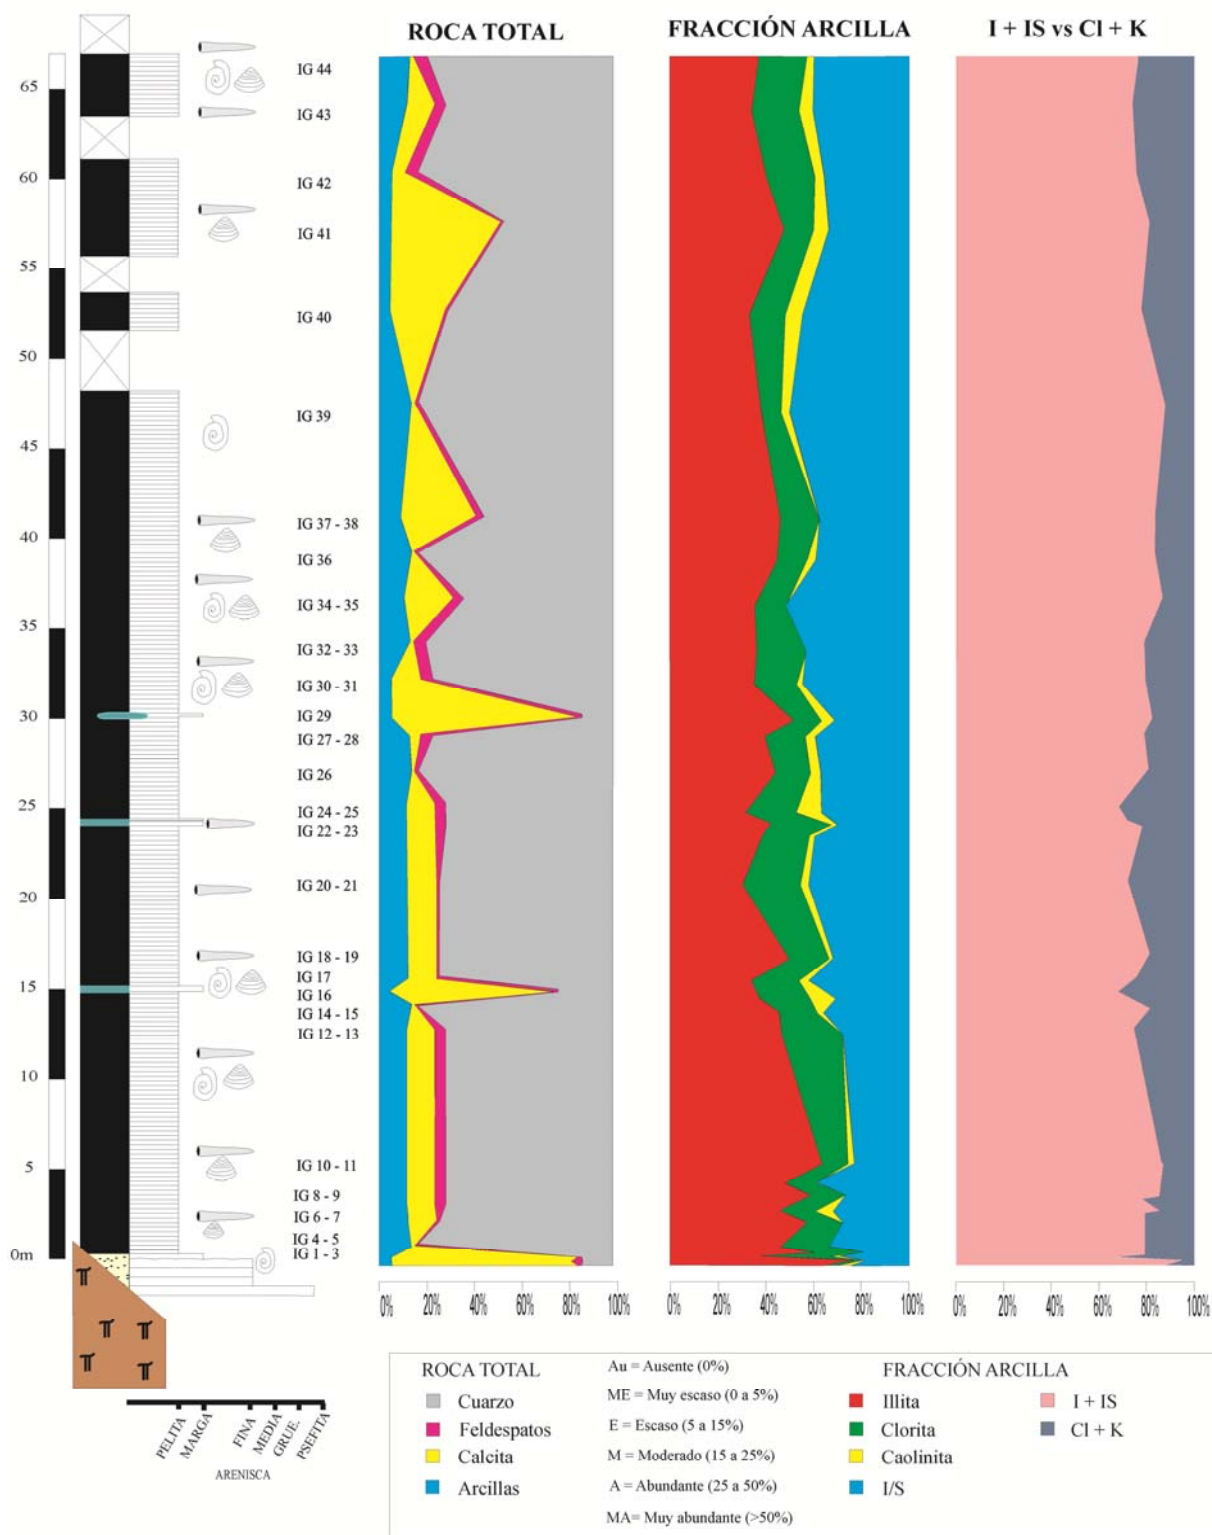 ROCA TOTAL
FRACCIÓN ARCILLA
I + IS vs Cl + K
65
60
55
50
45
40
35
30
25
20
15
10
5
0m
IG 44
IG 43
IG 42
IG 41
IG 40
IG 39
IG 37 - 38
IG 36
IG 34 - 35
IG 32 - 33
IG 30 - 31
IG 29
IG 27 - 28
IG 26
IG 24 - 25
IG 22 - 23
IG 20 - 21
IG 18 - 19
IG 17
IG 16
IG 14 - 15
IG 12 - 13
IG 10 - 11
IG 8 - 9
IG 6 - 7
IG 4 - 5
IG 1 - 3
0% 20% 40% 60% 80% 100%
0% 20% 40% 60% 80% 100%
0% 20% 40% 60% 80% 100%
PELITA
MARGA
FINA
MEDIA
GRUE.
PSEFITA
ARENISCA
ROCA TOTAL
Cuarzo
Feldespatos
Calcita
Arcillas
Au = Ausente (0%)
ME = Muy escaso (0 a 5%)
E = Escaso (5 a 15%)
M = Moderado (15 a 25%)
A = Abundante (25 a 50%)
MA= Muy abundante (>50%)
FRACCIÓN ARCILLA
Illita
Clorita
Caolinita
I/S
I + IS
Cl + K